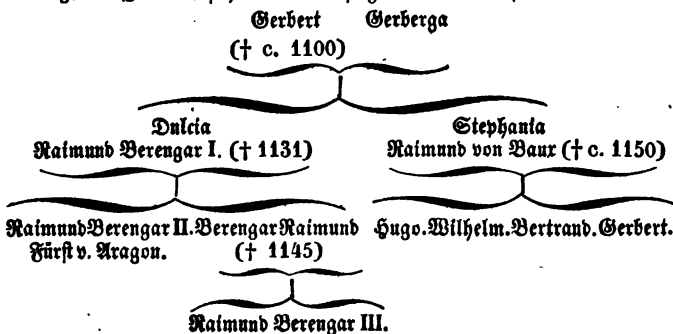 Gerbert Gerberga
(† c. 1100)
Dulcia
Raimund Berengar I. († 1131)
Stephania
Raimund von Baux († c. 1150)
Raimund Berengar II. Berengar Raimund
Fürst v. Aragon. († 1145)
Hugo. Wilhelm. Bertrand. Gerbert.
Raimund Berengar III.